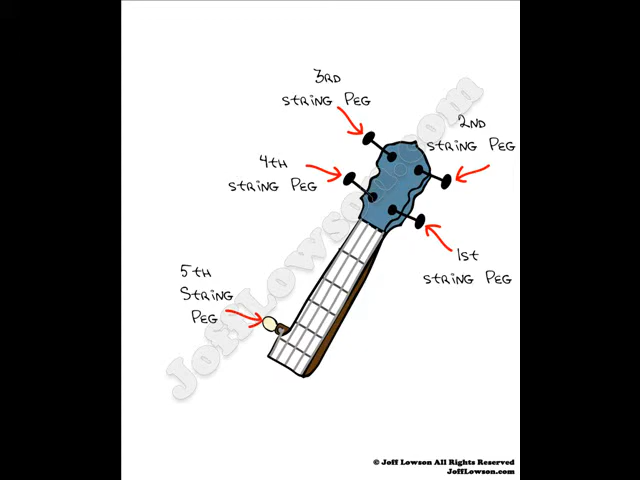 3RD
STRING PEG
2ND
STRING PEG
4TH
STRING PEG
1ST
STRING PEG
5TH
STRING
PEG
JoffLowson.com
© Joff Lowson All Rights Reserved
JoffLowson.com